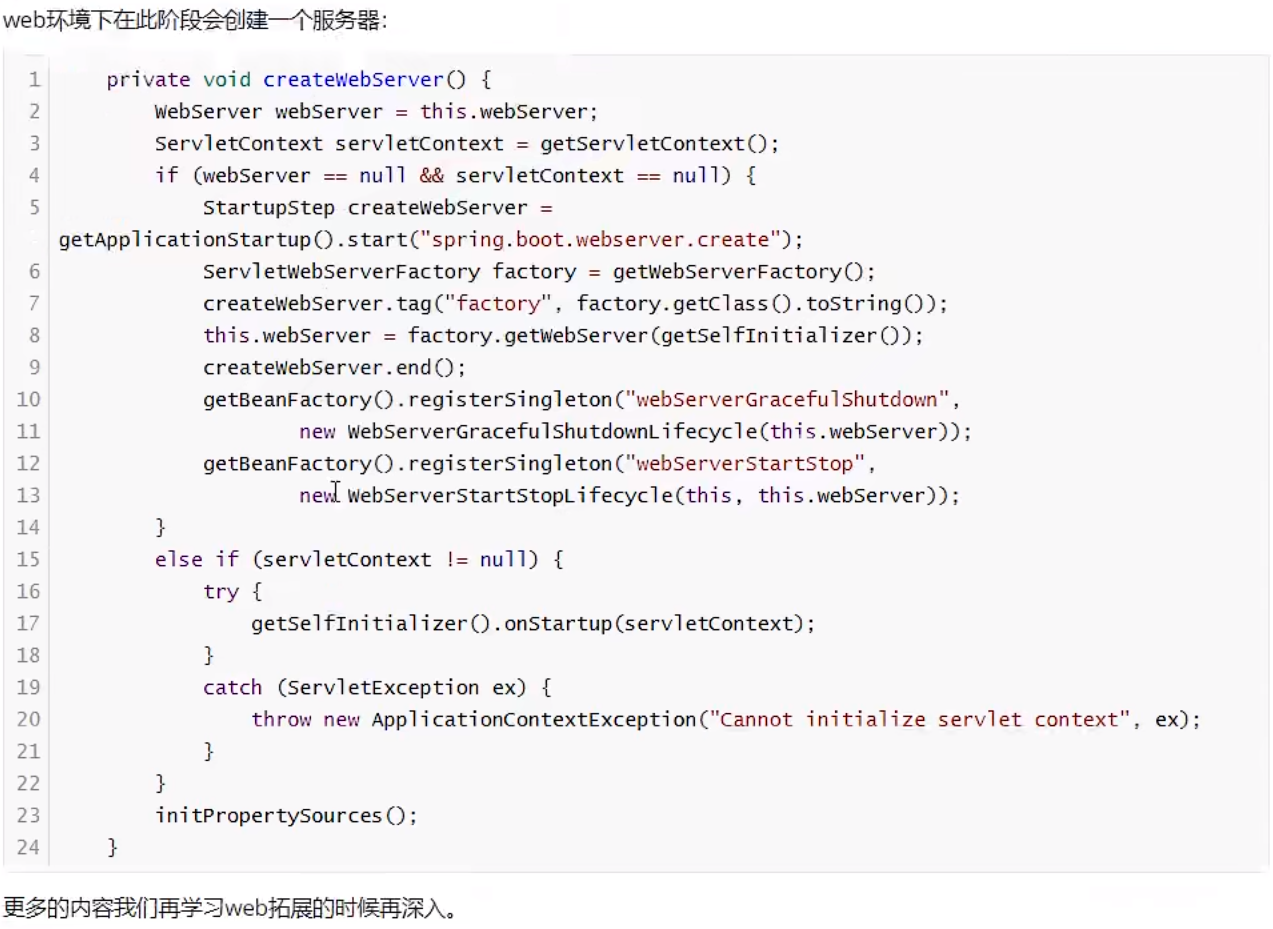 web环境下在此阶段会创建一个服务器:
1 private void createWebServer() {
2 WebServer webServer = this.webServer;
3 ServletContext servletContext = getServletContext();
4 if (webServer == null && servletContext == null) {
5 StartupStep createWebServer =
getApplicationStartup().start("spring.boot.webserver.create");
6 ServletWebServerFactory factory = getWebServerFactory();
7 createWebServer.tag("factory", factory.getClass().toString());
8 this.webServer = factory.getWebServer(getSelfInitializer());
9 createWebServer.end();
10 getBeanFactory().registerSingleton("webServerGracefulShutdown",
11 new WebServerGracefulShutdownLifecycle(this.webServer));
12 getBeanFactory().registerSingleton("webServerStartStop",
13 new WebServerStartStopLifecycle(this, this.webServer));
14 }
15 else if (servletContext != null) {
16 try {
17 getSelfInitializer().onStartup(servletContext);
18 }
19 catch (ServletException ex) {
20 throw new ApplicationContextException("Cannot initialize servlet context", ex);
21 }
22 }
23 initPropertySources();
24 }
更多的内容我们再学习web拓展的时候再深入。